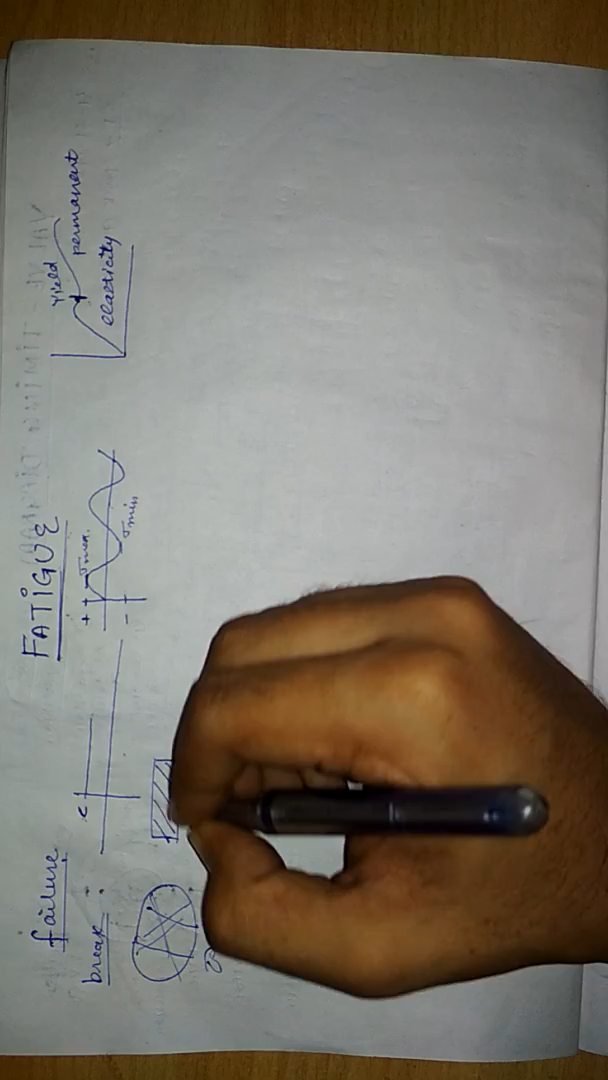 FATIGUE
failure
break
c
+
σmax.
-
σmin
Yield
permanent
elasticity